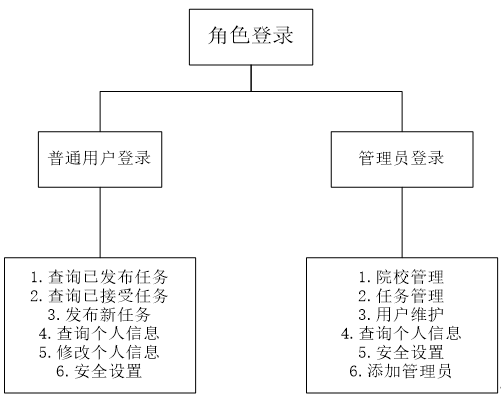 角色登录
普通用户登录
管理员登录
1.查询已发布任务
2.查询已接受任务
3.发布新任务
4.查询个人信息
5.修改个人信息
6.安全设置
1.院校管理
2.任务管理
3.用户维护
4.查询个人信息
5.安全设置
6.添加管理员